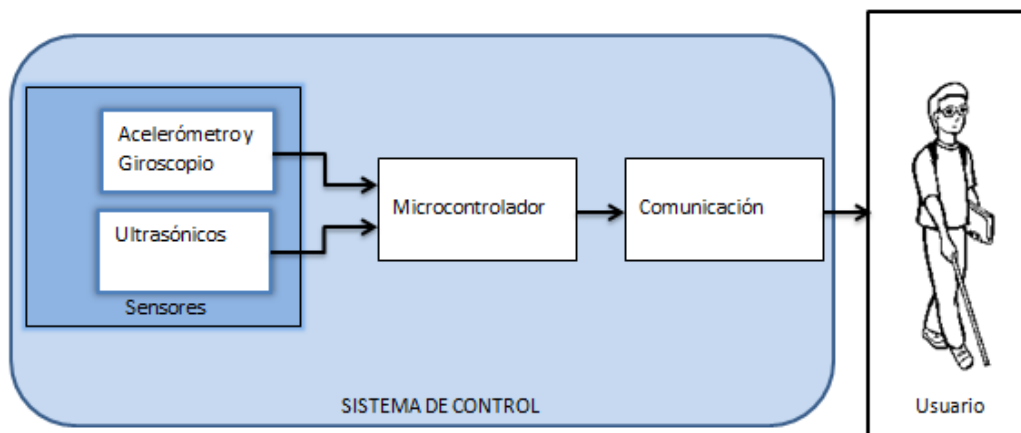 Acelerómetro y
Giroscopio
Ultrasónicos
Sensores
Microcontrolador
Comunicación
SISTEMA DE CONTROL
Usuario